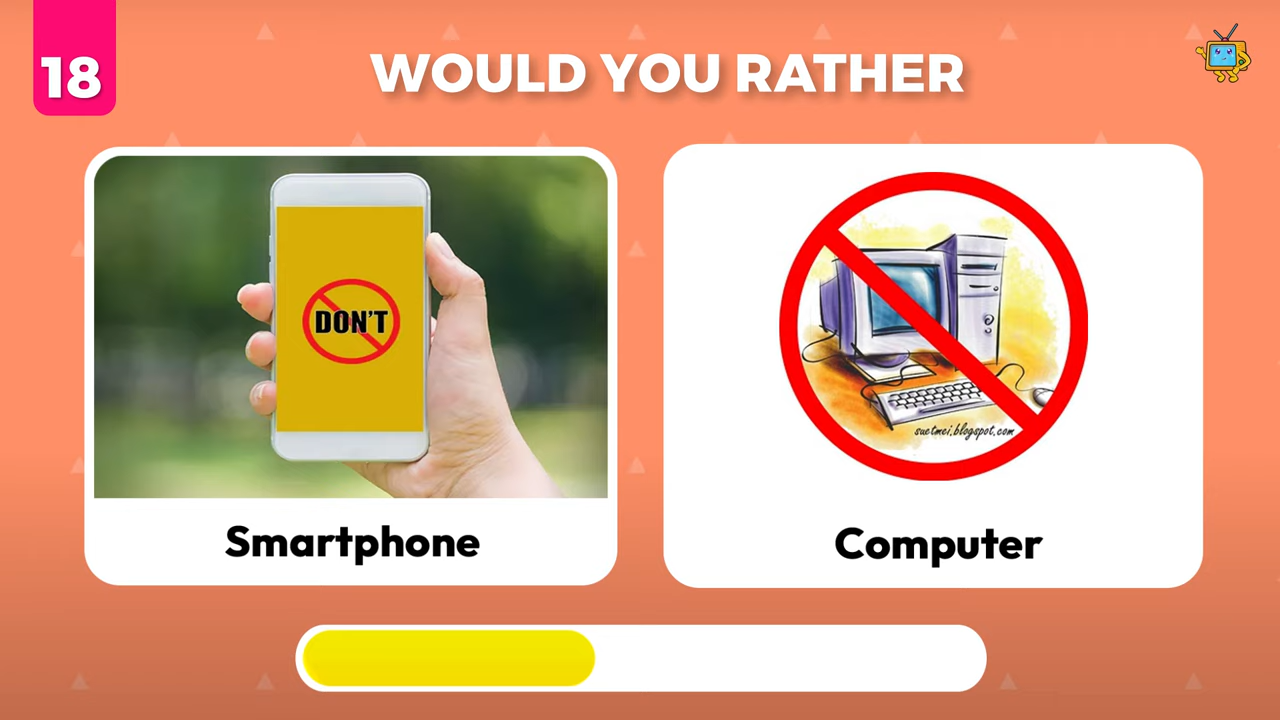 18
WOULD YOU RATHER
DON'T
suetmei.blogspot.com
Smartphone
Computer